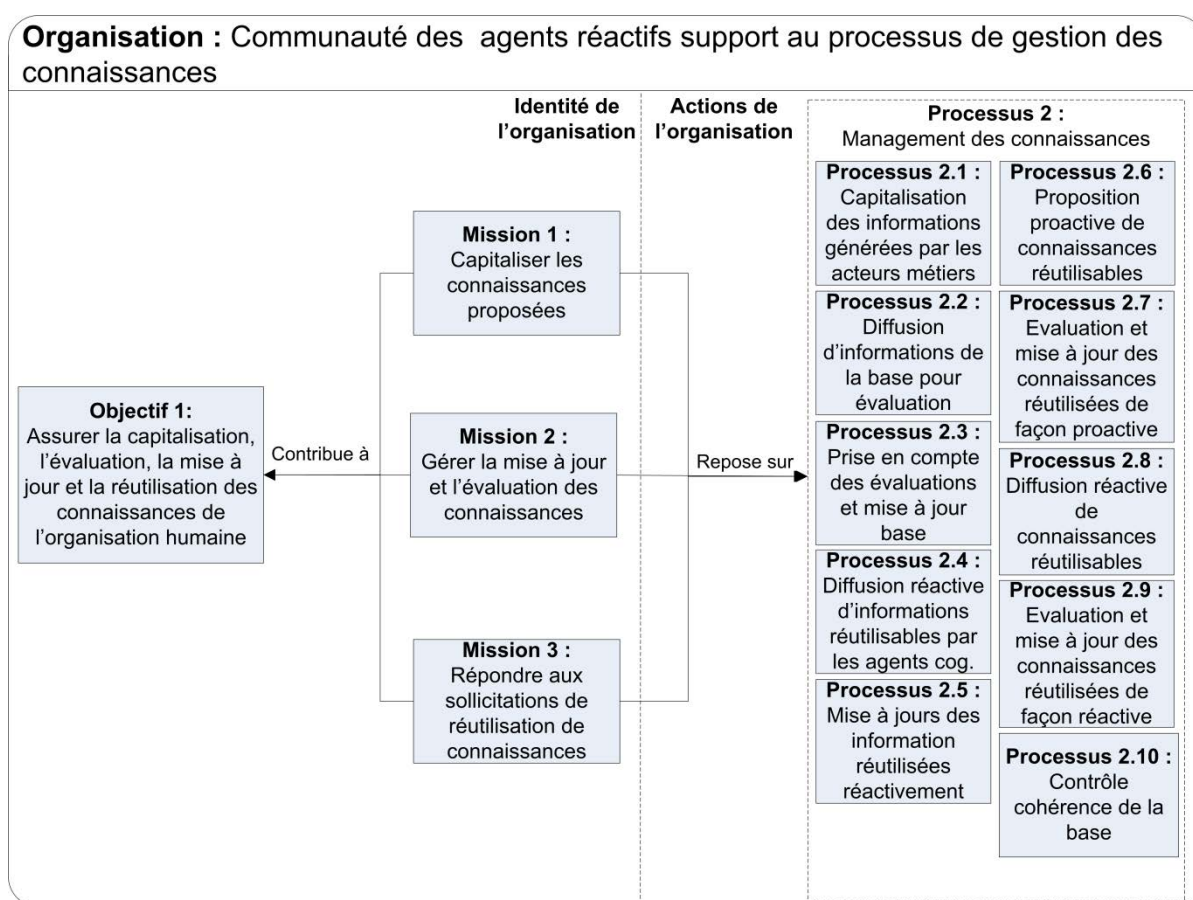 Organisation : Communauté des agents réactifs support au processus de gestion des
connaissances
Identité de
l'organisation
Actions de
l'organisation
Objectif 1:
Assurer la capitalisation,
l'évaluation, la mise à
jour et la réutilisation des
connaissances de
l'organisation humaine
Contribue à
Mission 1 :
Capitaliser les
connaissances
proposées
Mission 2 :
Gérer la mise à jour
et l'évaluation des
connaissances
Mission 3 :
Répondre aux
sollicitations de
réutilisation de
connaissances
Repose sur
Processus 2 :
Management des connaissances
Processus 2.1 :
Capitalisation
des informations
générées par les
acteurs métiers
Processus 2.2 :
Diffusion
d'informations de
la base pour
évaluation
Processus 2.3 :
Prise en compte
des évaluations
et mise à jour
base
Processus 2.4 :
Diffusion réactive
d'informations
réutilisables par
les agents cog.
Processus 2.5 :
Mise à jours des
information
réutilisées
réactivement
Processus 2.6 :
Proposition
proactive de
connaissances
réutilisables
Processus 2.7 :
Evaluation et
mise à jour des
connaissances
réutilisées de
façon proactive
Processus 2.8 :
Diffusion réactive
de
connaissances
réutilisables
Processus 2.9 :
Evaluation et
mise à jour des
connaissances
réutilisées de
façon réactive
Processus 2.10 :
Contrôle
cohérence de la
base